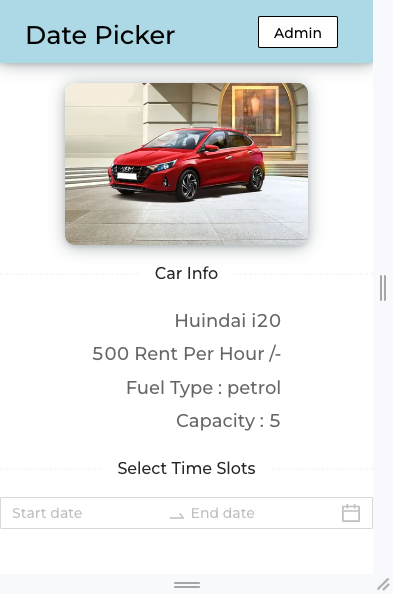 Date Picker
Admin
Car Info
Huindai i20
500 Rent Per Hour /-
Fuel Type : petrol
Capacity : 5
Select Time Slots
Start date
End date